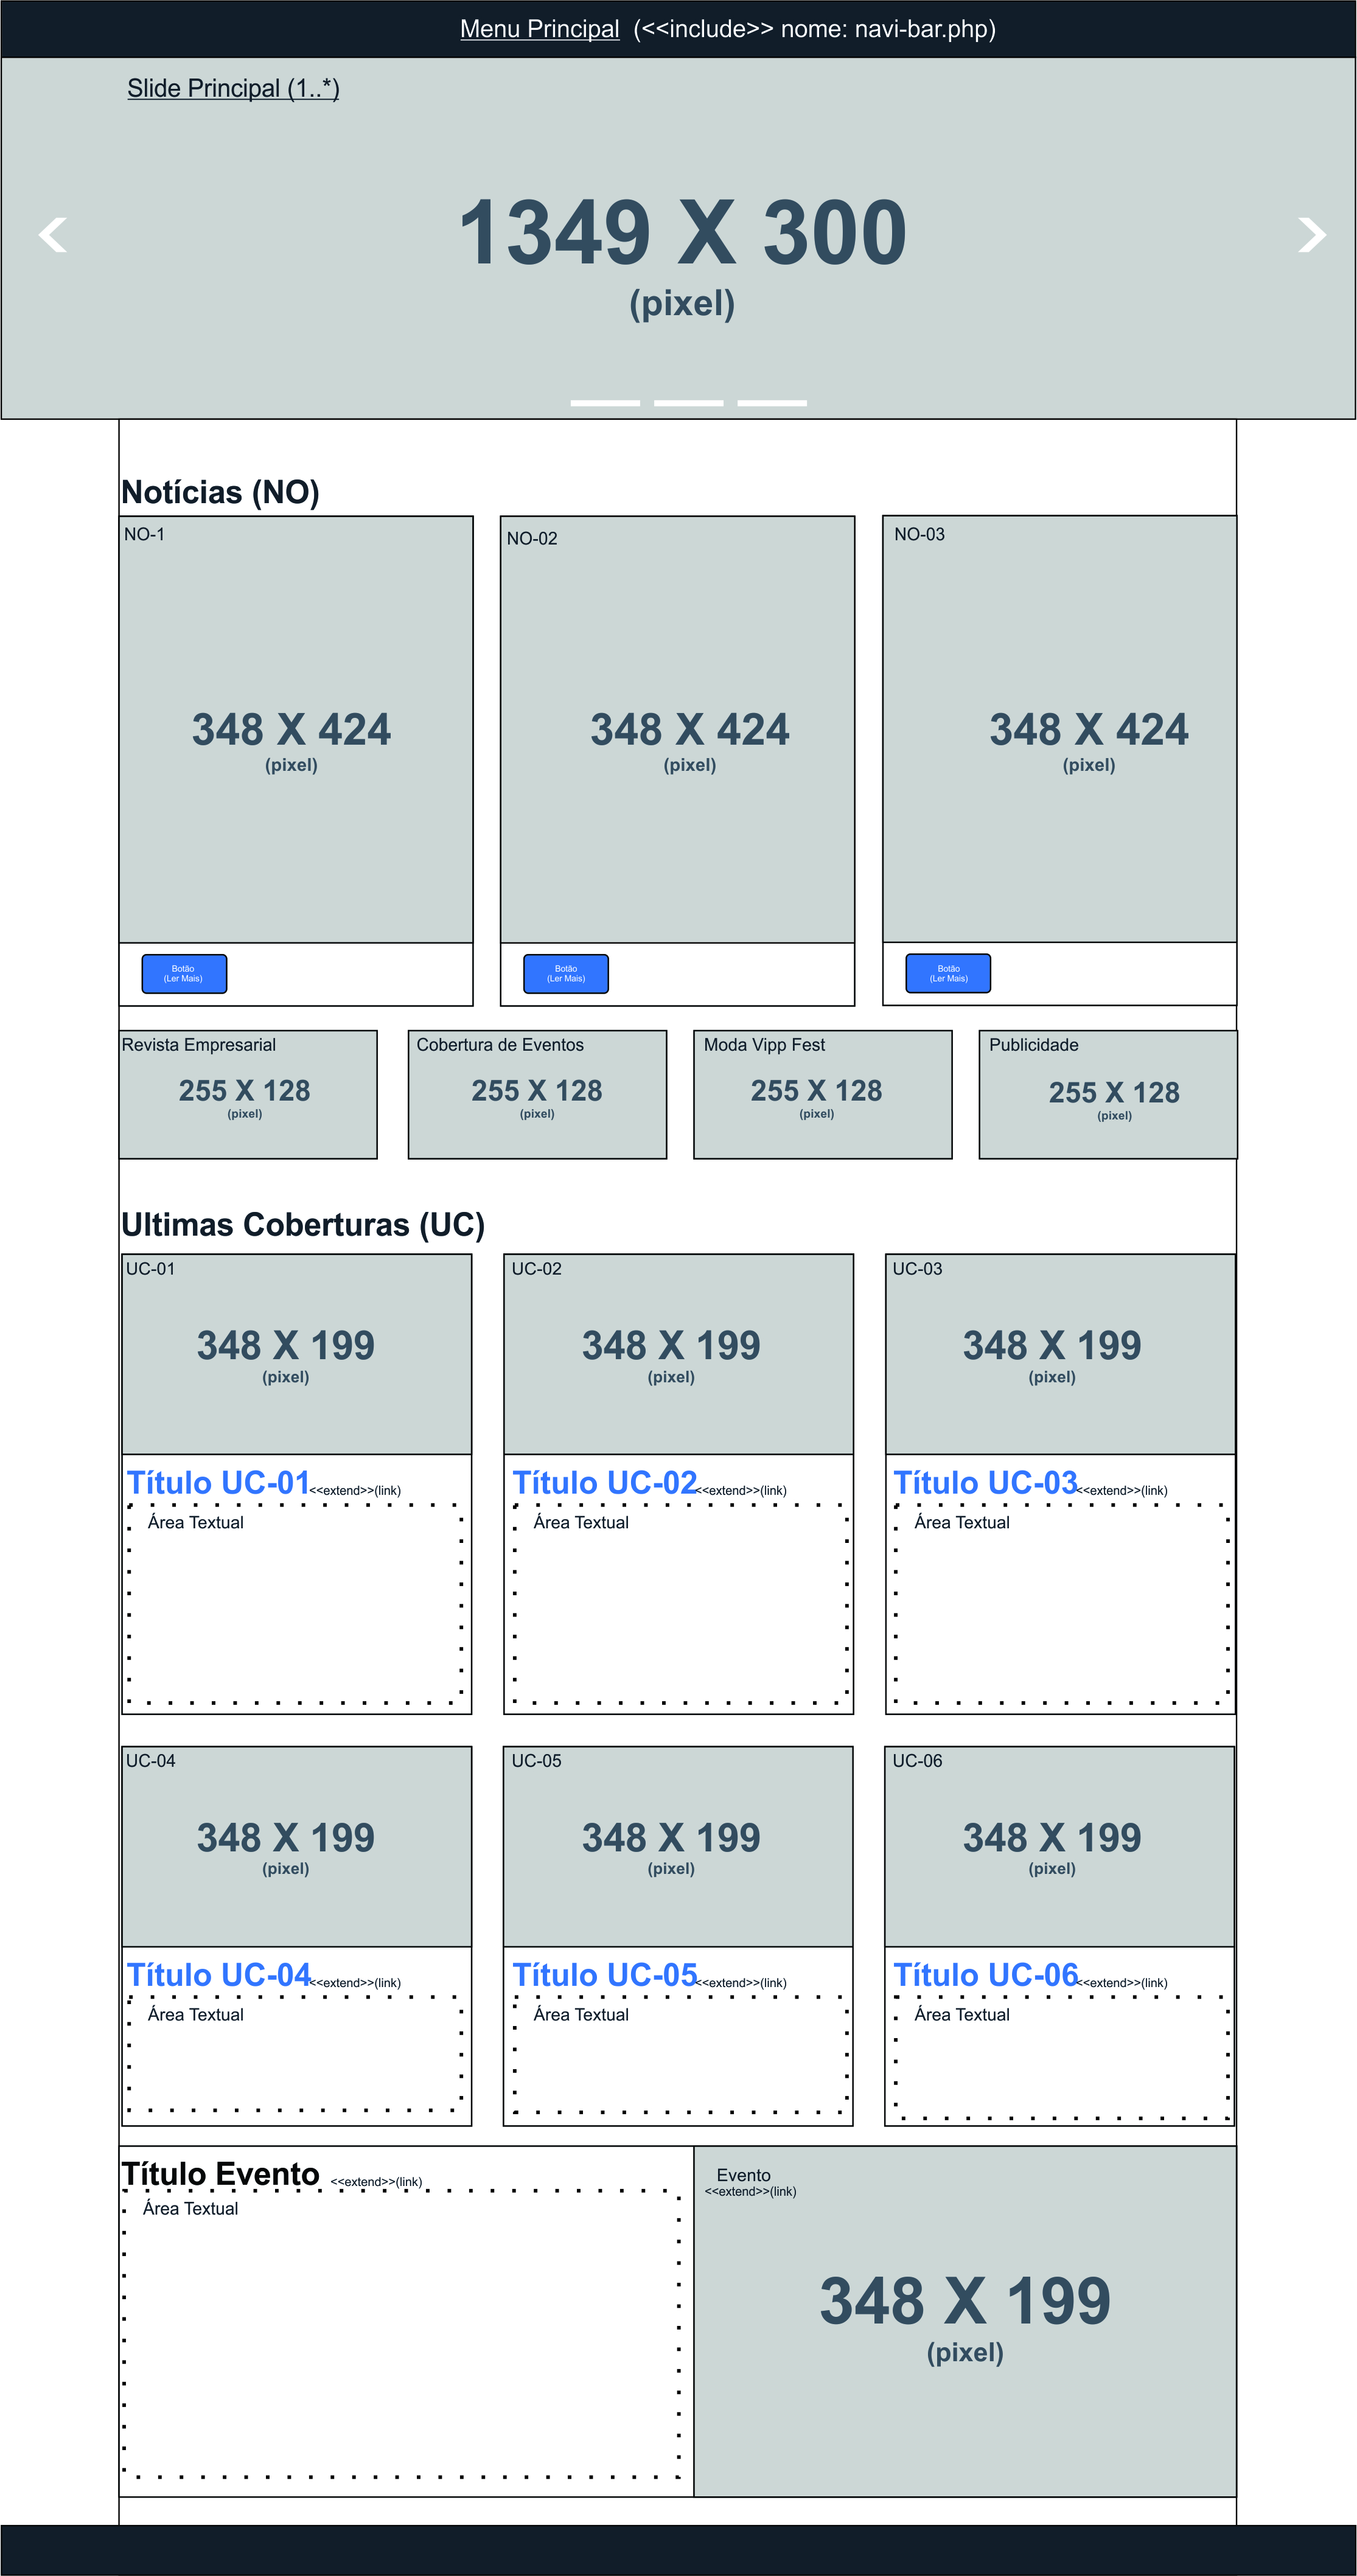 Menu Principal (<<include>> nome: navi-bar.php)
Slide Principal (1..*)
1349 X 300
(pixel)
Notícias (NO)
NO-1
348 X 424
(pixel)
Botão
(Ler Mais)
NO-02
348 X 424
(pixel)
Botão
(Ler Mais)
NO-03
348 X 424
(pixel)
Botão
(Ler Mais)
Revista Empresarial
255 X 128
(pixel)
Cobertura de Eventos
255 X 128
(pixel)
Moda Vipp Fest
255 X 128
(pixel)
Publicidade
255 X 128
(pixel)
Ultimas Coberturas (UC)
UC-01
348 X 199
(pixel)
Título UC-01<<extend>>(link)
Área Textual
UC-02
348 X 199
(pixel)
Título UC-02<<extend>>(link)
Área Textual
UC-03
348 X 199
(pixel)
Título UC-03<<extend>>(link)
Área Textual
UC-04
348 X 199
(pixel)
Título UC-04<<extend>>(link)
Área Textual
UC-05
348 X 199
(pixel)
Título UC-05<<extend>>(link)
Área Textual
UC-06
348 X 199
(pixel)
Título UC-06<<extend>>(link)
Área Textual
Título Evento <<extend>>(link)
Área Textual
Evento
<<extend>>(link)
348 X 199
(pixel)